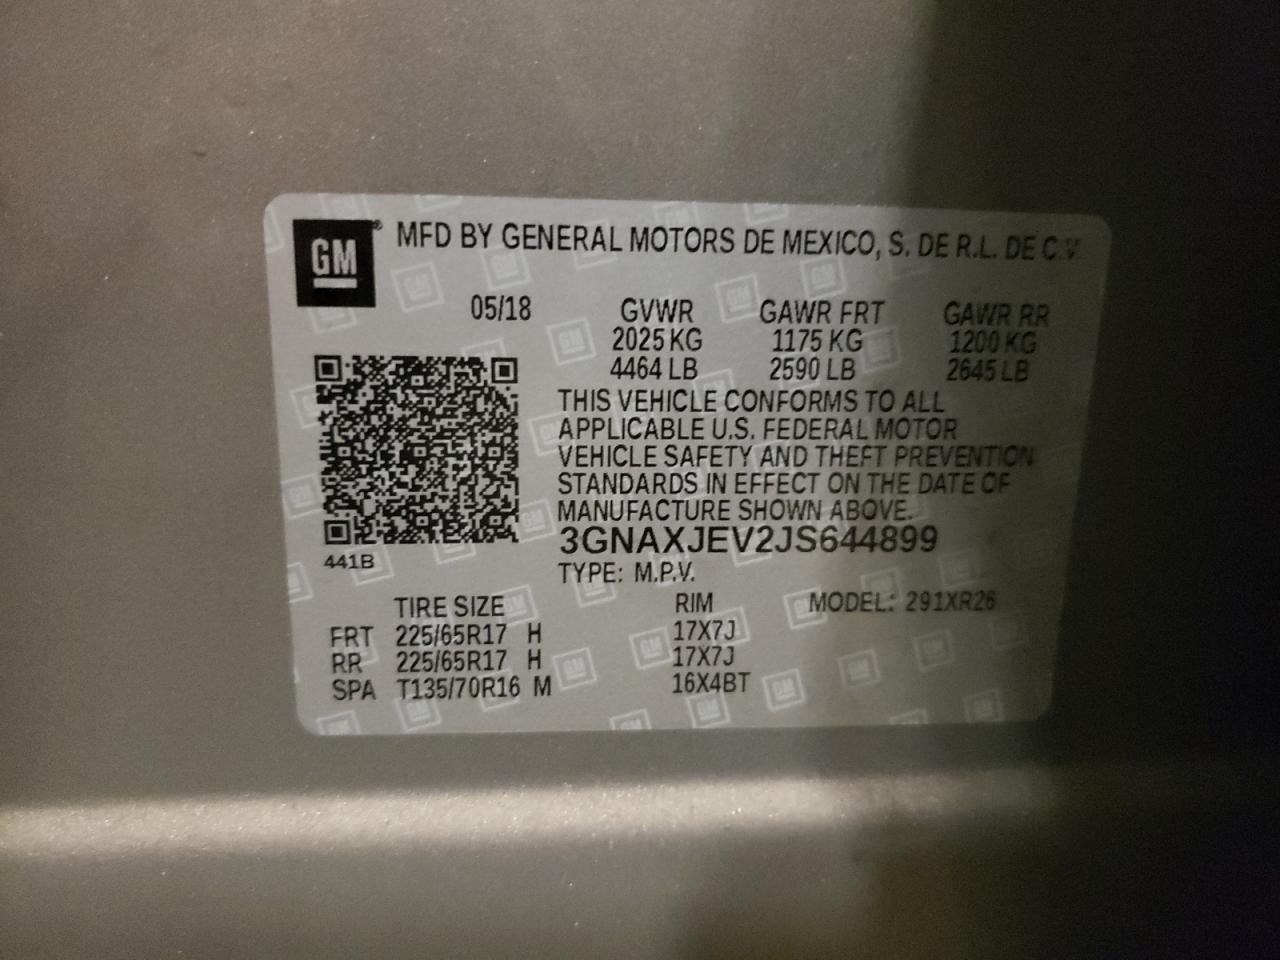 GM® MFD BY GENERAL MOTORS DE MEXICO, S. DE R.L. DE C.V
05/18 GVWR GAWR FRT GAWR RR
2025 KG 1175 KG 1200 KG
4464 LB 2590 LB 2645 LB
THIS VEHICLE CONFORMS TO ALL
APPLICABLE U.S. FEDERAL MOTOR
VEHICLE SAFETY AND THEFT PREVENTION
STANDARDS IN EFFECT ON THE DATE OF
MANUFACTURE SHOWN ABOVE.
3GNAXJEV2JS644899
441B
TYPE: M.P.V.
TIRE SIZE RIM MODEL: 291XR26
FRT 225/65R17 H 17X7J
RR 225/65R17 H 17X7J
SPA T135/70R16 M 16X4BT